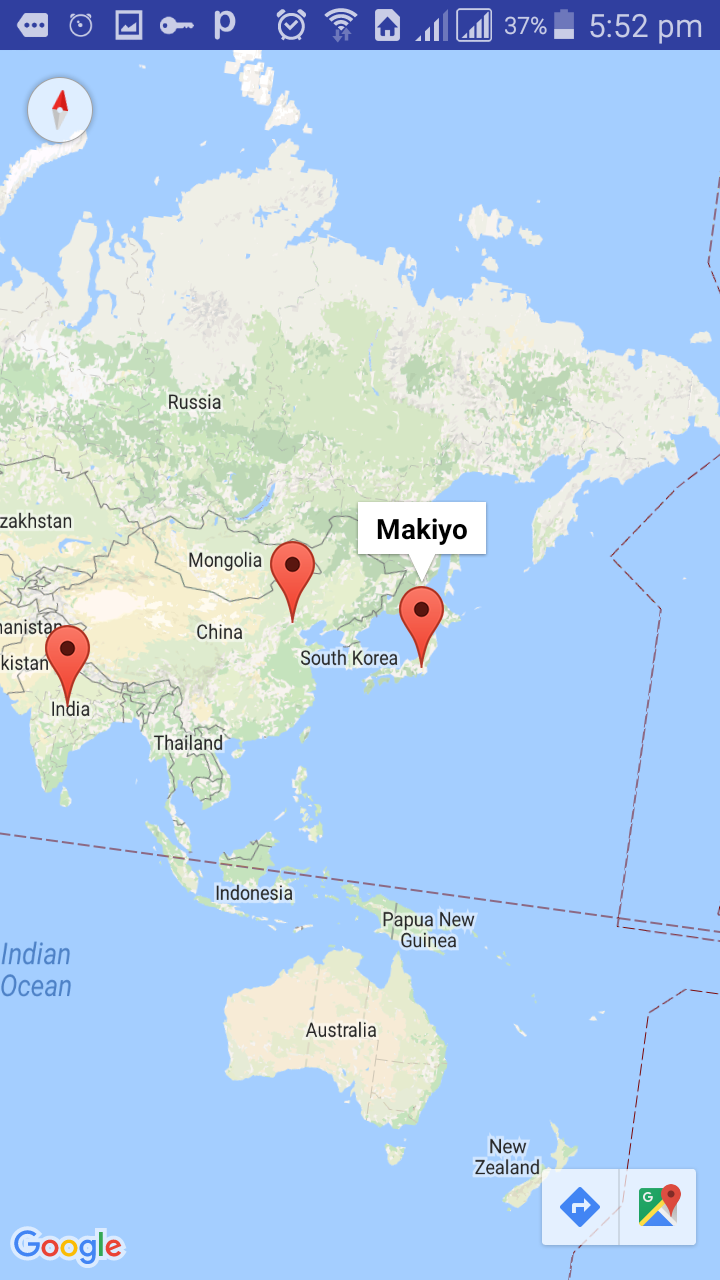 37% 5:52 pm
Russia
zakhstan
Makiyo
Mongolia
hanistan
China
kistan
South Korea
India
Thailand
Indonesia
Papua New
Guinea
Indian
Ocean
Australia
New
Zealand
G
Google